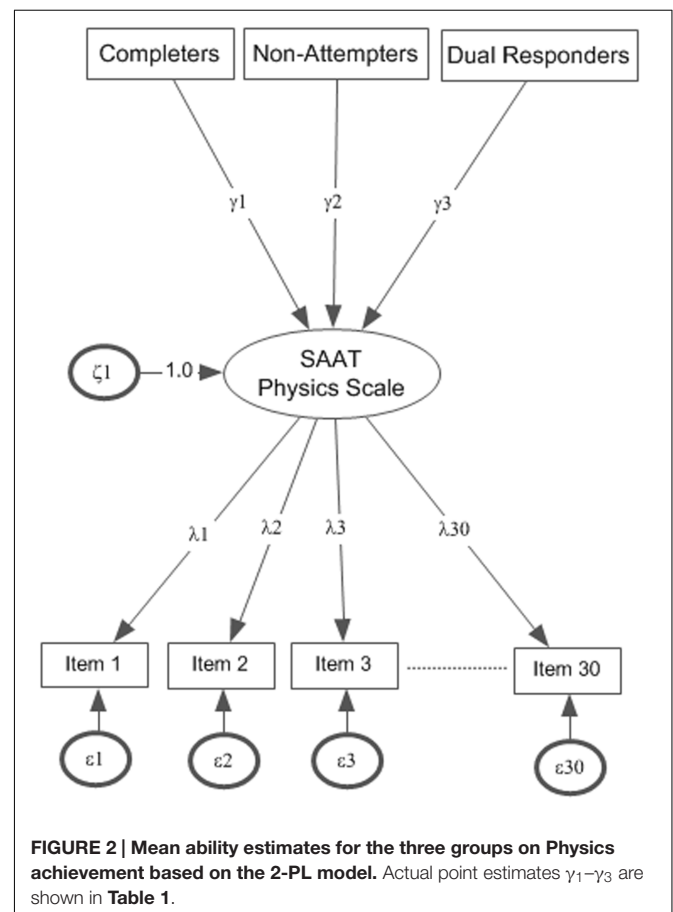 Completers
Non-Attempters
Dual Responders
γ1
γ2
γ3
ζ1
1.0
SAAT
Physics Scale
λ1
λ2
λ3
λ30
Item 1
Item 2
Item 3
Item 30
ε1
ε2
ε3
ε30
FIGURE 2 | Mean ability estimates for the three groups on Physics
achievement based on the 2-PL model. Actual point estimates γ₁–γ₃ are
shown in Table 1.